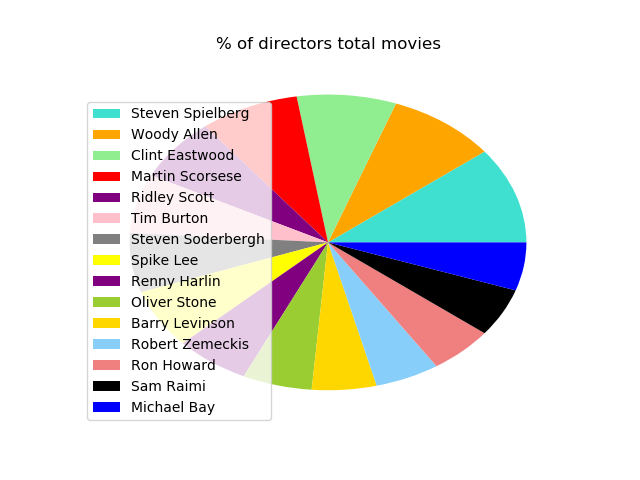 % of directors total movies
Steven Spielberg
Woody Allen
Clint Eastwood
Martin Scorsese
Ridley Scott
Tim Burton
Steven Soderbergh
Spike Lee
Renny Harlin
Oliver Stone
Barry Levinson
Robert Zemeckis
Ron Howard
Sam Raimi
Michael Bay